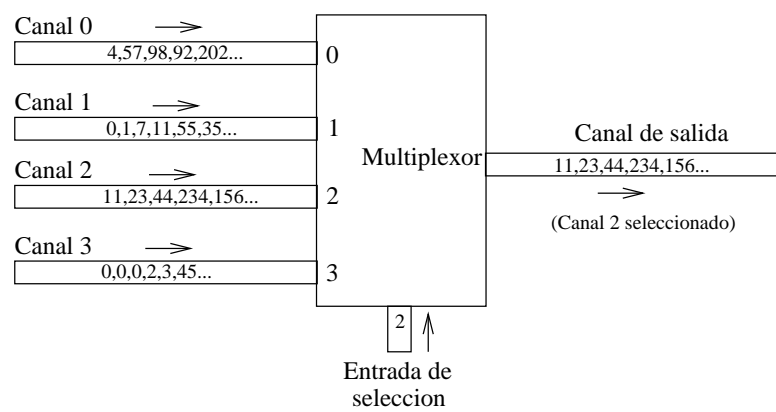 Canal 0
4,57,98,92,202...
0
Canal 1
0,1,7,11,55,35...
1
Canal 2
11,23,44,234,156...
2
Canal 3
0,0,0,2,3,45...
3
Multiplexor
Canal de salida
11,23,44,234,156...
(Canal 2 seleccionado)
2
Entrada de
seleccion